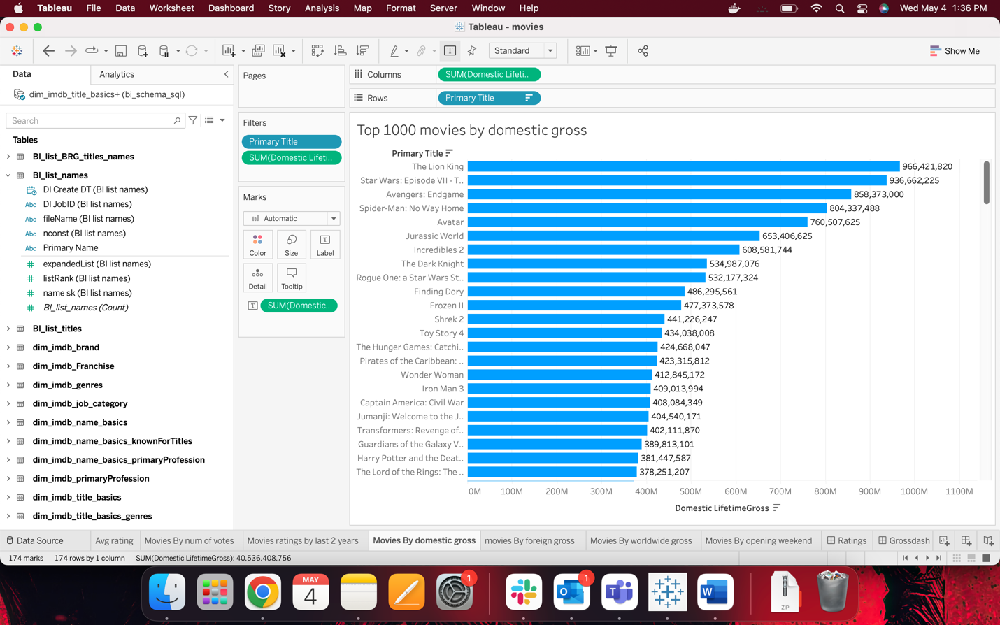 Tableau File Data Worksheet Dashboard Story Analysis Map Format Server Window Help Wed May 4 1:36 PM
Tableau - movies
Standard Show Me
Data Analytics
dim_imdb_title_basics+ (bi_schema_sql)
Search
Tables
BI_list_BRG_titles_names
BI_list_names
DI Create DT (BI list names)
Abc DI JobID (BI list names)
Abc fileName (BI list names)
Abc nconst (BI list names)
Abc Primary Name
expandedList (BI list names)
listRank (BI list names)
name sk (BI list names)
BI_list_names (Count)
BI_list_titles
dim_imdb_brand
dim_imdb_Franchise
dim_imdb_genres
dim_imdb_job_category
dim_imdb_name_basics
dim_imdb_name_basics_knownForTitles
dim_imdb_name_basics_primaryProfession
dim_imdb_primaryProfession
dim_imdb_title_basics
dim_imdb_title_basics_genres
Pages
Filters
Primary Title
SUM(Domestic Lifeti..
Marks
Automatic
Color Size Label
Detail Tooltip
SUM(Domestic..
Columns SUM(Domestic Lifeti..
Rows Primary Title
Top 1000 movies by domestic gross
Primary Title
The Lion King 966,421,820
Star Wars: Episode VII - T.. 936,662,225
Avengers: Endgame 858,373,000
Spider-Man: No Way Home 804,337,488
Avatar 760,507,625
Jurassic World 653,406,625
Incredibles 2 608,581,744
The Dark Knight 534,987,076
Rogue One: a Star Wars St.. 532,177,324
Finding Dory 486,295,561
Frozen II 477,373,578
Shrek 2 441,226,247
Toy Story 4 434,038,008
The Hunger Games: Catchi.. 424,668,047
Pirates of the Caribbean: .. 423,315,812
Wonder Woman 412,845,172
Iron Man 3 409,013,994
Captain America: Civil War 408,084,349
Jumanji: Welcome to the J.. 404,540,171
Transformers: Revenge of.. 402,111,870
Guardians of the Galaxy V.. 389,813,101
Harry Potter and the Deat.. 381,447,587
The Lord of the Rings: The .. 378,251,207
0M 100M 200M 300M 400M 500M 600M 700M 800M 900M 1000M 1100M
Domestic LifetimeGross
Data Source Avg rating Movies By num of votes Movies ratings by last 2 years Movies By domestic gross movies By foreign gross Movies By worldwide gross Movies By opening weekend Ratings Grossdash
174 marks 174 rows by 1 column SUM(Domestic LifetimeGross): 40,536,408,756
MAY
4
1
1
O
T
W
ZIP